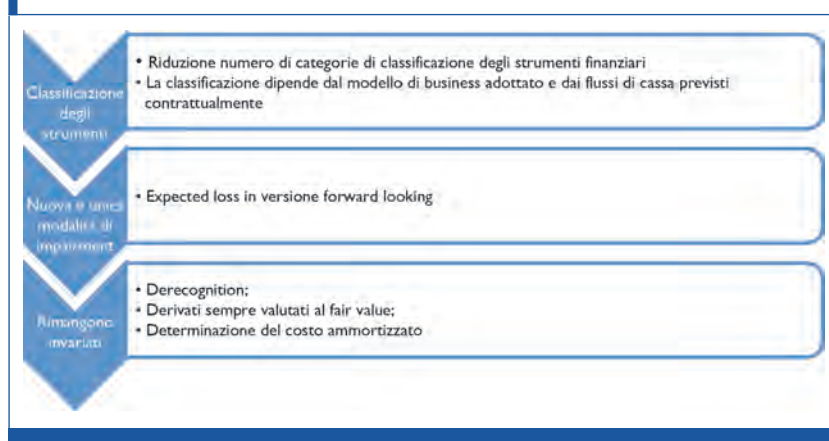 Classificazione
degli
strumenti
• Riduzione numero di categorie di classificazione degli strumenti finanziari
• La classificazione dipende dal modello di business adottato e dai flussi di cassa previsti
contrattualmente
Nuova e unica
modalità di
impairment
• Expected loss in versione forward looking
Rimangono
invariati
• Derecognition;
• Derivati sempre valutati al fair value;
• Determinazione del costo ammortizzato